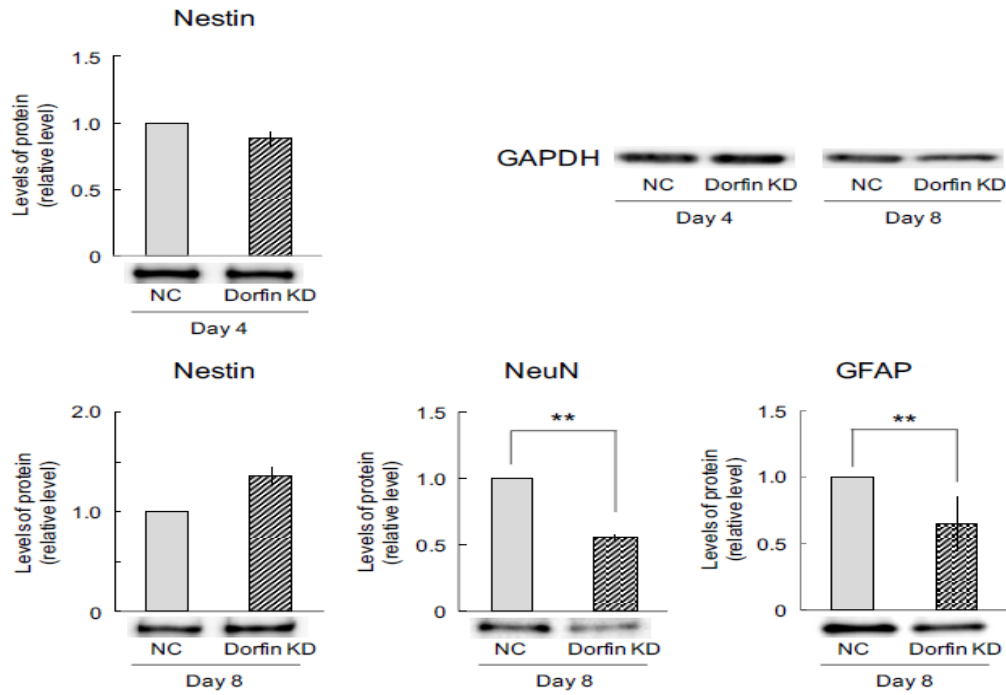 Nestin
1.5
1.0
0.5
0
Levels of protein
(relative level)
NC Dorfin KD
Day 4
GAPDH
NC Dorfin KD NC Dorfin KD
Day 4 Day 8
Nestin
2.0
1.0
0
Levels of protein
(relative level)
NC Dorfin KD
Day 8
NeuN
**
1.5
1.0
0.5
0
Levels of protein
(relative level)
NC Dorfin KD
Day 8
GFAP
**
1.5
1.0
0.5
0
Levels of protein
(relative level)
NC Dorfin KD
Day 8